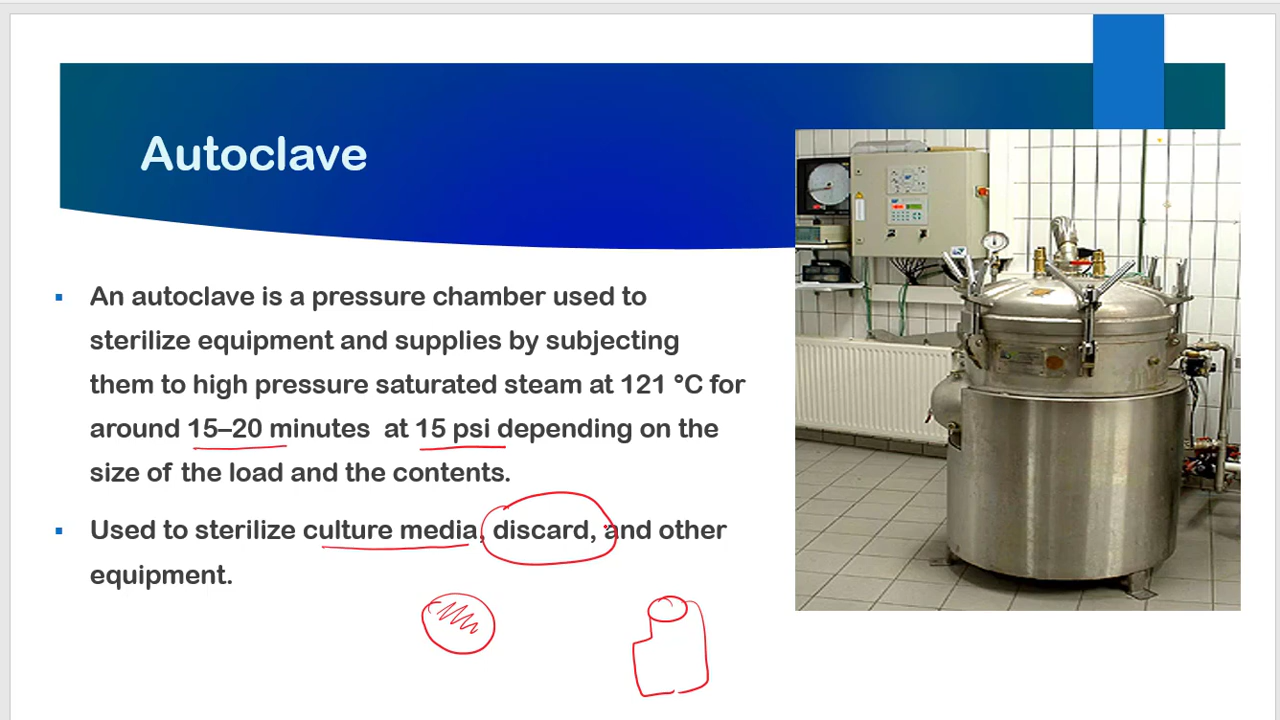 Autoclave
An autoclave is a pressure chamber used to
sterilize equipment and supplies by subjecting
them to high pressure saturated steam at 121 °C for
around 15–20 minutes at 15 psi depending on the
size of the load and the contents.
Used to sterilize culture media, discard, and other
equipment.